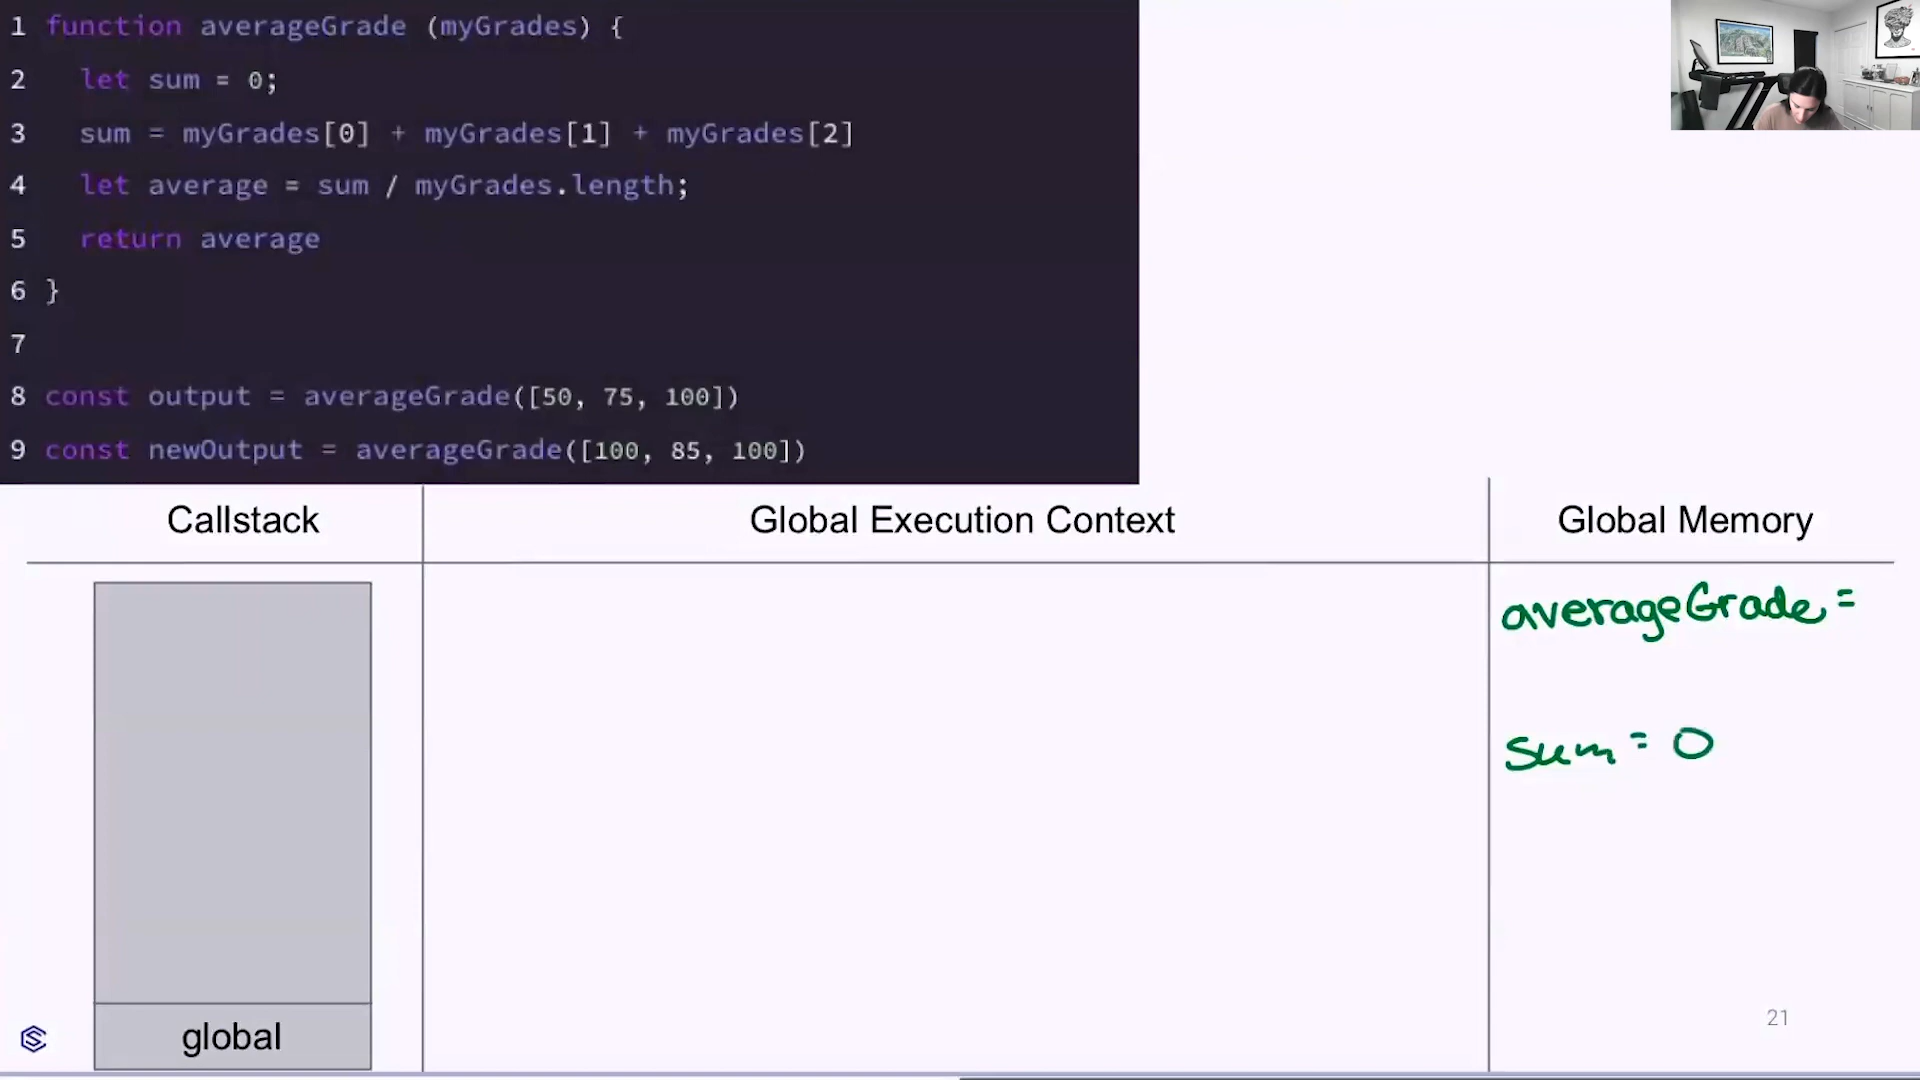 1 function averageGrade (myGrades) {
2 let sum = 0;
3 sum = myGrades[0] + myGrades[1] + myGrades[2]
4 let average = sum / myGrades.length;
5 return average
6 }
7
8 const output = averageGrade([50, 75, 100])
9 const newOutput = averageGrade([100, 85, 100])
Callstack
Global Execution Context
Global Memory
averageGrade =
sum = 0
global
21